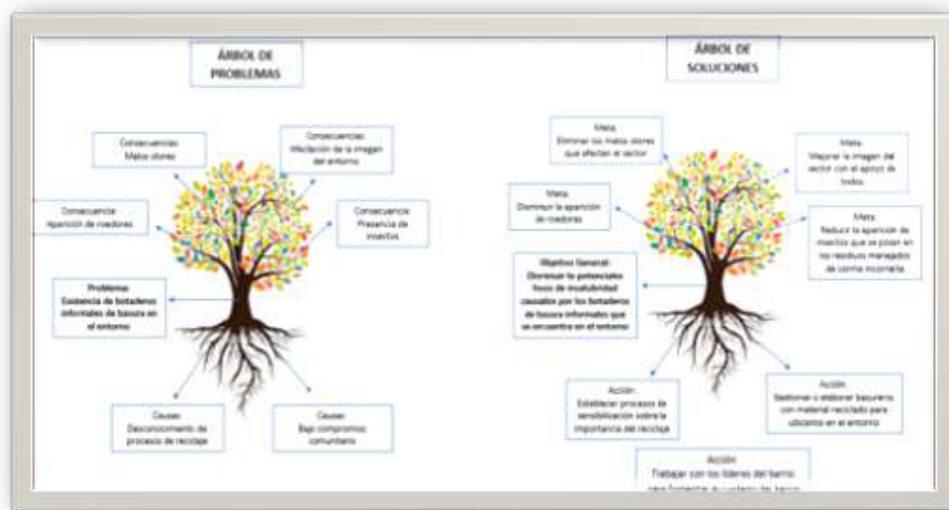 ÁRBOL DE
PROBLEMAS
Consecuencias:
Malos olores
Consecuencias:
Afectación de la imagen
del entorno
Consecuencia:
Aparición de roedores
Consecuencia:
Presencia de
insectos
Problema:
Existencia de botaderos
informales de basura en
el entorno
Causas:
Desconocimiento de
procesos de reciclaje
Causas:
Bajo compromiso
comunitario
ÁRBOL DE
SOLUCIONES
Meta:
Eliminar los malos olores
que afectan el sector
Meta:
Mejorar la imagen del
sector con el apoyo de
todos
Meta:
Disminuir la aparición
de roedores
Meta:
Reducir la aparición de
insectos que se posan en
los residuos manejados
de incorrecta
Objetivo General:
Disminuir potenciales
focos de insalubridad
causados por los botaderos
de basura informales que
se encuentra en el entorno
Acción:
Establecer procesos de
sensibilización sobre la
importancia del reciclaje
Acción:
Gestionar o elaborar basureros
con material reciclado para
ubicarlos en el entorno
Acción:
Trabajar con los líderes del barrio